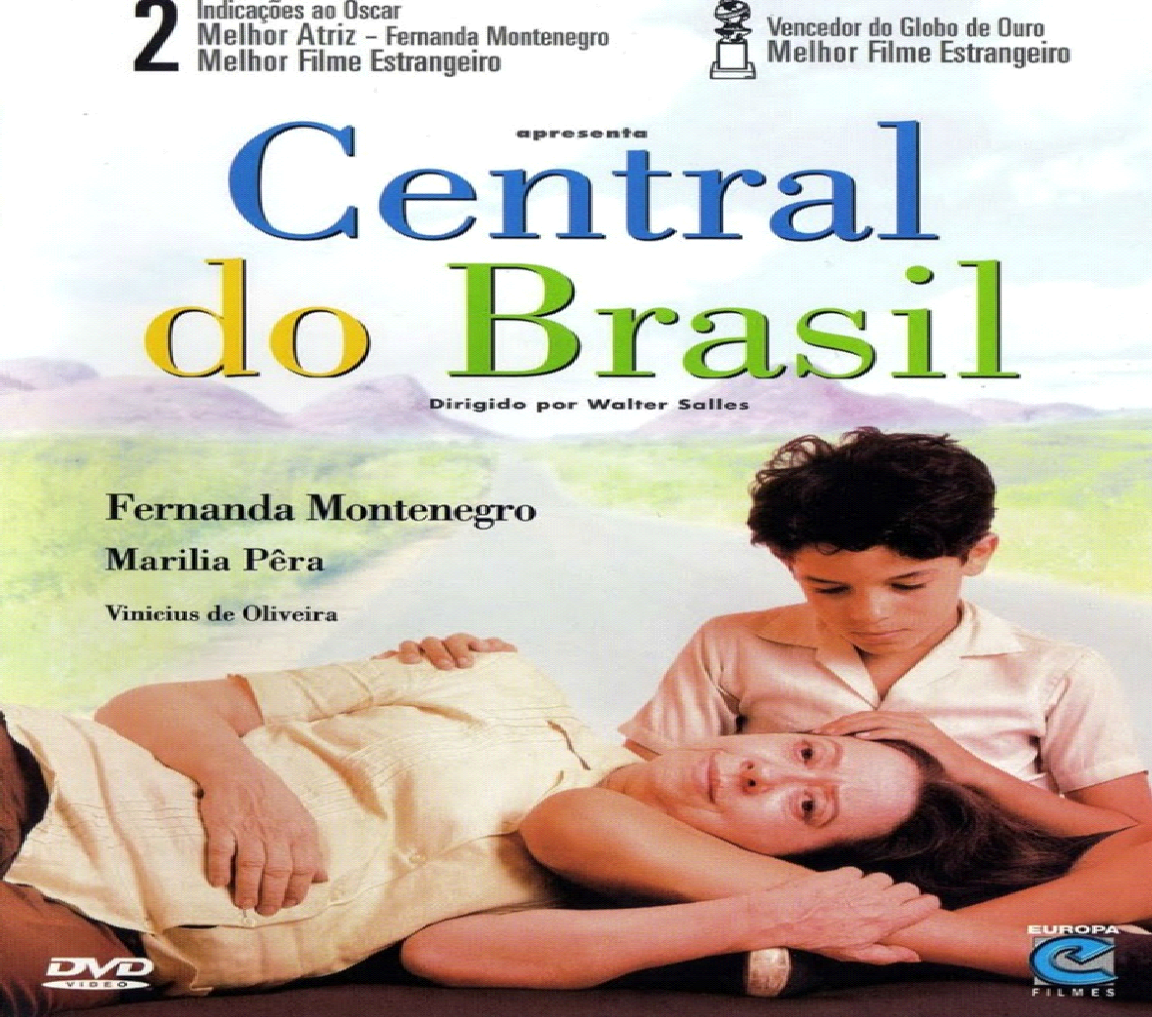 2
Indicações ao Oscar
Melhor Atriz – Fernanda Montenegro
Melhor Filme Estrangeiro
Vencedor do Globo de Ouro
Melhor Filme Estrangeiro
apresenta
Central
do Brasil
Dirigido por Walter Salles
Fernanda Montenegro
Marilia Pêra
Vinicius de Oliveira
DVD
VIDEO
EUROPA
FILMES